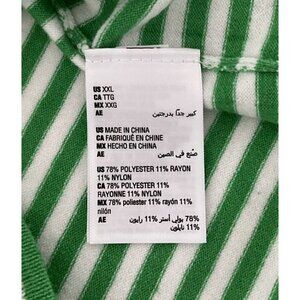 US XXL
CA TTG
MX XXG
AE كبير جدًا بدرجتين
US MADE IN CHINA
CA FABRIQUÉ EN CHINE
MX HECHO EN CHINA
AE صنع في الصين
US 78% POLYESTER 11% RAYON
11% NYLON
CA 78% POLYESTER 11%
RAYONNE 11% NYLON
MX 78% poliyester 11% rayón 11%
nilón
AE 78% بولي أستر 11% رايون
11% نايلون